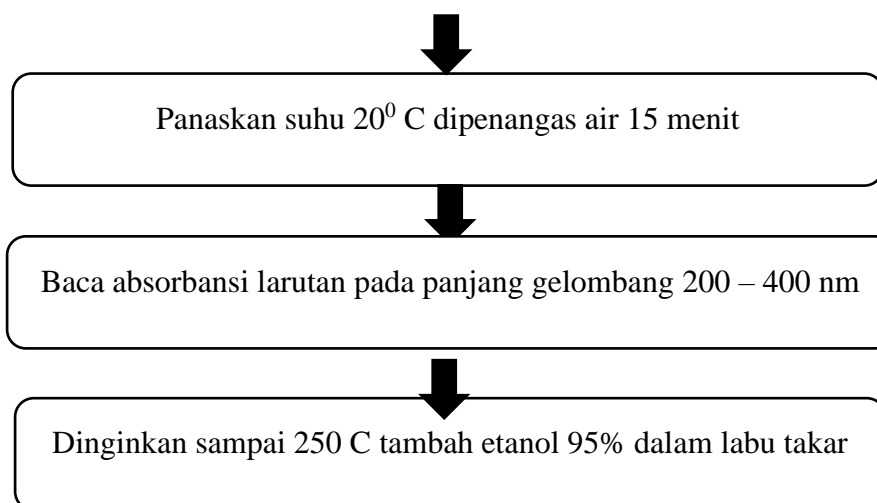 Panaskan suhu 20⁰ C dipenangas air 15 menit
Baca absorbansi larutan pada panjang gelombang 200 – 400 nm
Dinginkan sampai 250 C tambah etanol 95% dalam labu takar